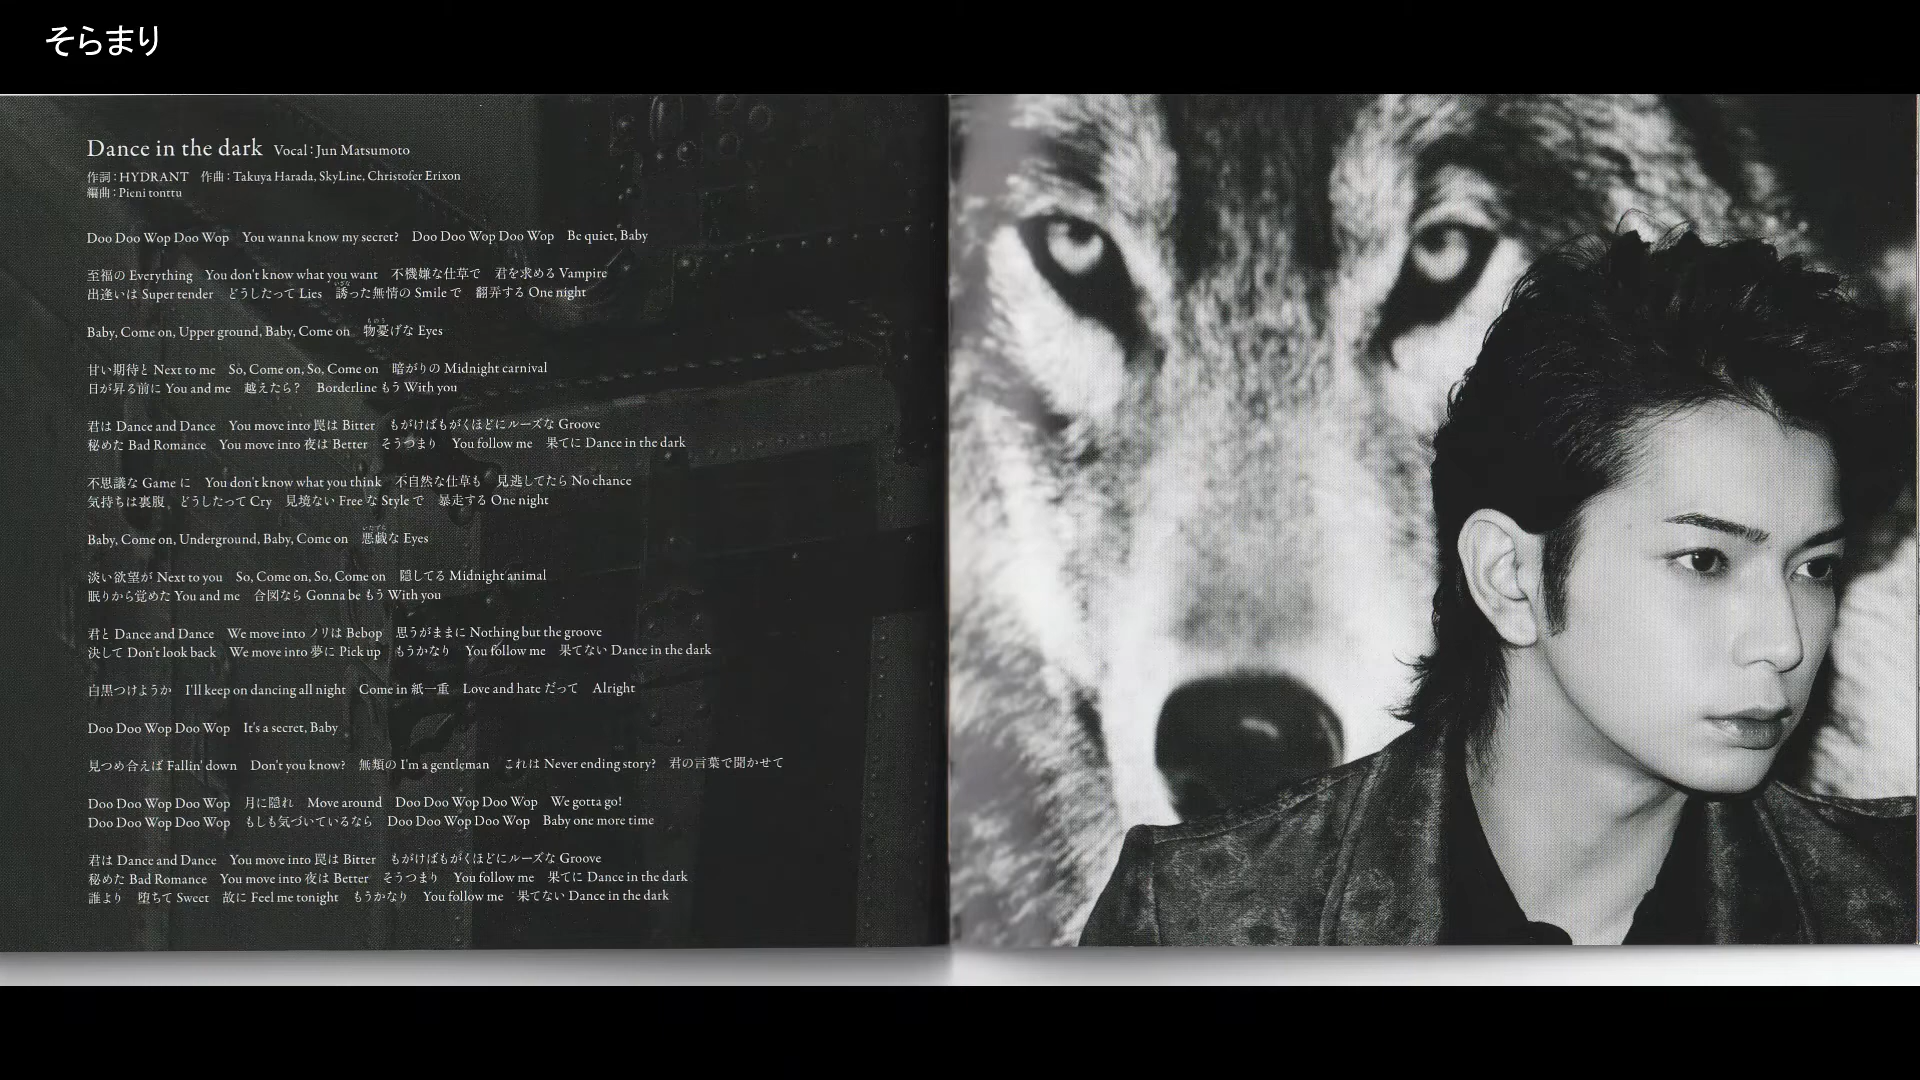 そらまり
Dance in the dark Vocal：Jun Matsumoto
作詞：HYDRANT　作曲：Takuya Harada, SkyLine, Christofer Erixon
編曲：Pieni tonttu
Doo Doo Wop Doo Wop　You wanna know my secret?　Doo Doo Wop Doo Wop　Be quiet, Baby
至福の Everything　You don't know what you want　不機嫌な仕草で　君を求める Vampire
いざな
出逢いは Super tender　どうしたって Lies　誘った無情の Smile で　翻弄する One night
ものう
Baby, Come on, Upper ground, Baby, Come on　物憂げな Eyes
甘い期待と Next to me　So, Come on, So, Come on　暗がりの Midnight carnival
日が昇る前に You and me　越えたら？　Borderline もう With you
君は Dance and Dance　You move into 罠は Bitter　もがけばもがくほどにルーズな Groove
秘めた Bad Romance　You move into 夜は Better　そうつまり　You follow me　果てに Dance in the dark
不思議な Game に　You don't know what you think　不自然な仕草も　見逃してたら No chance
気持ちは裏腹　どうしたって Cry　見境ない Free な Style で　暴走する One night
いたずら
Baby, Come on, Underground, Baby, Come on　悪戯な Eyes
淡い欲望が Next to you　So, Come on, So, Come on　隠してる Midnight animal
眠りから覚めた You and me　合図なら Gonna be もう With you
君と Dance and Dance　We move into ノリは Bebop　思うがままに Nothing but the groove
決して Don't look back　We move into 夢に Pick up　もうかなり　You follow me　果てない Dance in the dark
白黒つけようか　I'll keep on dancing all night　Come in 紙一重　Love and hate だって　Alright
Doo Doo Wop Doo Wop　It's a secret, Baby
見つめ合えば Fallin' down　Don't you know?　無類の I'm a gentleman　これは Never ending story?　君の言葉で聞かせて
Doo Doo Wop Doo Wop　月に隠れ　Move around　Doo Doo Wop Doo Wop　We gotta go!
Doo Doo Wop Doo Wop　もしも気づいているなら　Doo Doo Wop Doo Wop　Baby one more time
君は Dance and Dance　You move into 罠は Bitter　もがけばもがくほどにルーズな Groove
秘めた Bad Romance　You move into 夜は Better　そうつまり　You follow me　果てに Dance in the dark
誰より　堕ちて Sweet　故に Feel me tonight　もうかなり　You follow me　果てない Dance in the dark